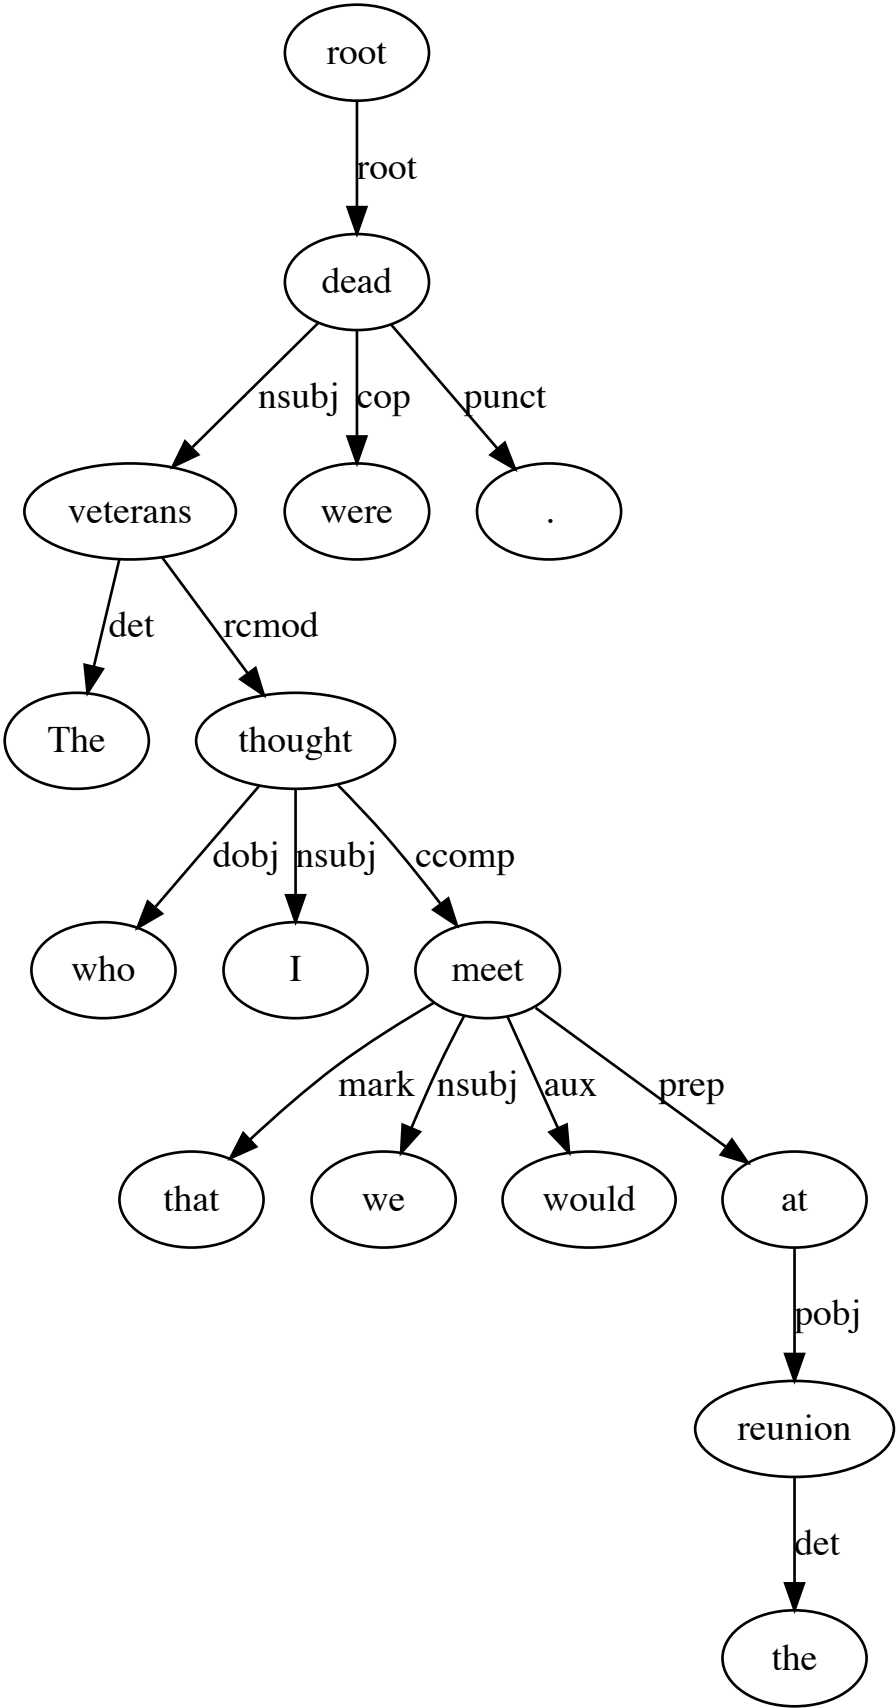 root
root
dead
nsubj cop punct
veterans were .
det rcmod
The thought
dobj nsubj ccomp
who I meet
mark nsubj aux prep
that we would at
pobj
reunion
det
the